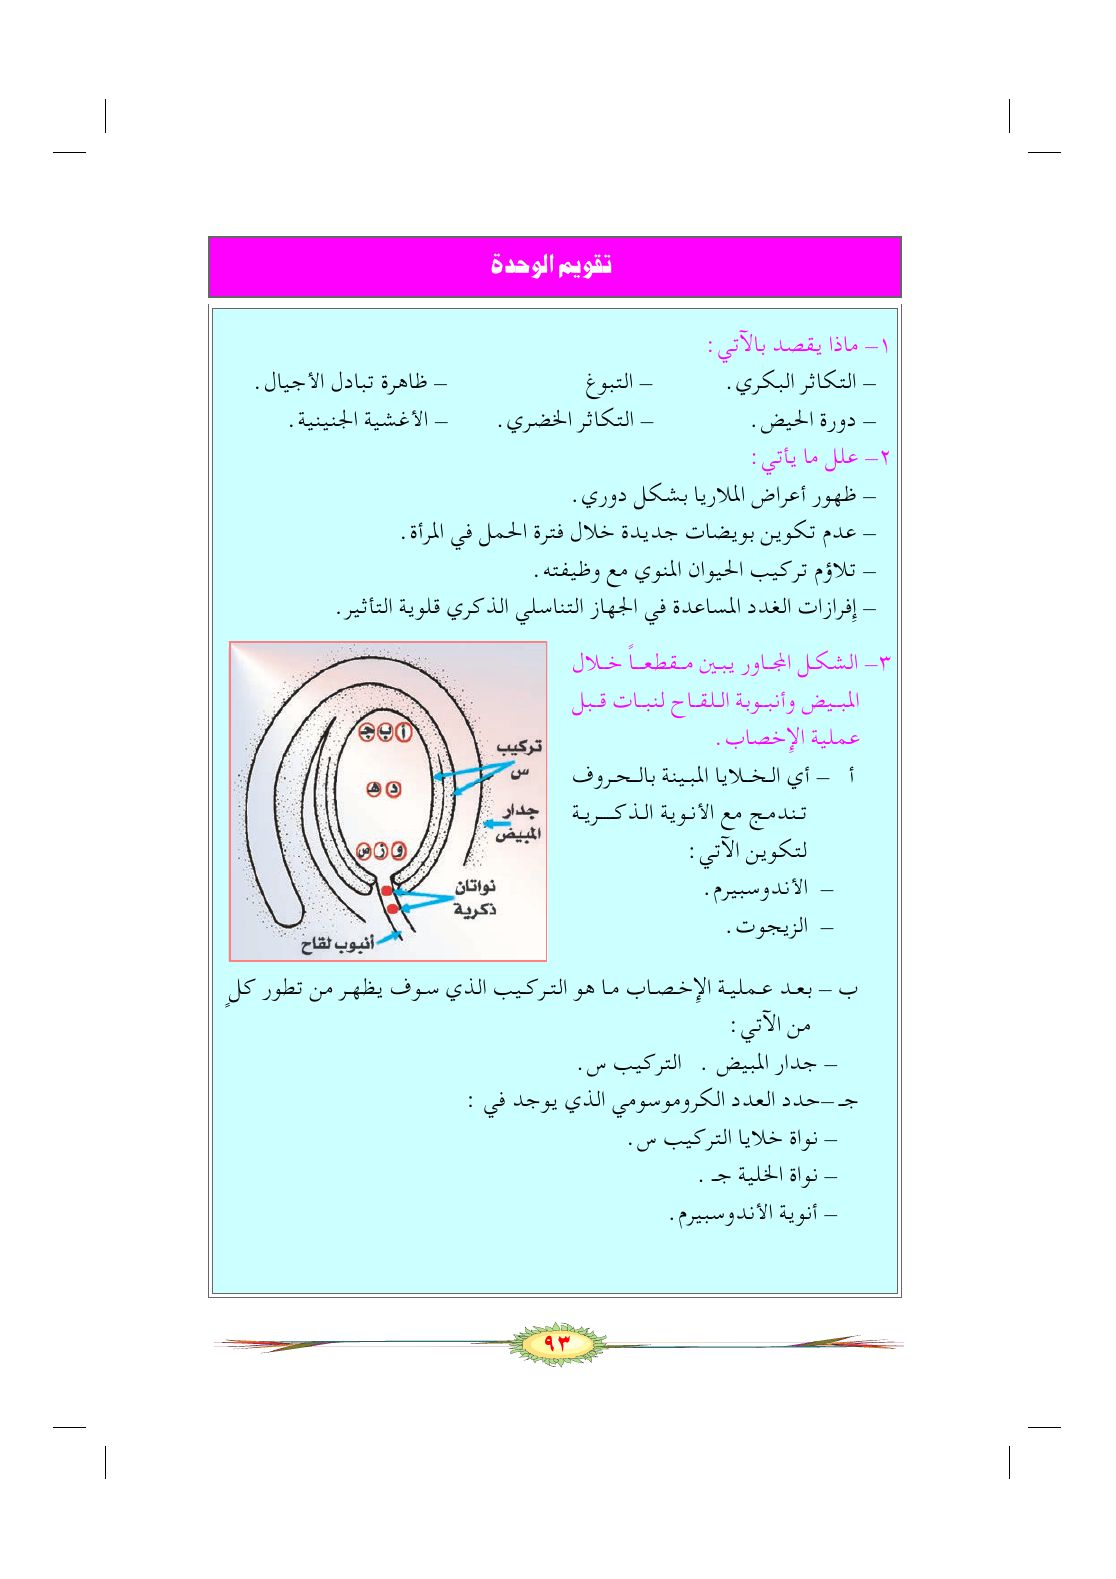 تقويم الوحدة
١– ماذا يقصد بالآتي :
– التكاثر البكري . – التبوغ – ظاهرة تبادل الأجيال .
– دورة الحيض . – التكاثر الخضري . – الأغشية الجنينية .
٢– علل ما يأتي :
– ظهور أعراض الملاريا بشكل دوري .
– عدم تكوين بويضات جديدة خلال فترة الحمل في المرأة .
– تلاؤم تركيب الحيوان المنوي مع وظيفته .
– إفرازات الغدد المساعدة في الجهاز التناسلي الذكري قلوية التأثير .
٣– الشكل المجاور يبين مقطعاً خلال
المبيض وأنبوبة اللقاح لنبات قبل
عملية الإخصاب .
أ – أي الخلايا المبينة بالحروف
تندمج مع الأنوية الذكرية
لتكوين الآتي :
– الأندوسبيرم .
– الزيجوت .
أ ب جـ
د هـ
و ز ص
تركيب
س
جدار
المبيض
نواتان
ذكرية
أنبوب لقاح
ب – بعد عملية الإخصاب ما هو التركيب الذي سوف يظهر من تطور كلٍ
من الآتي :
– جدار المبيض . التركيب س .
جـ –حدد العدد الكروموسومي الذي يوجد في :
– نواة خلايا التركيب س .
– نواة الخلية جـ .
– أنوية الأندوسبيرم .
٩٣